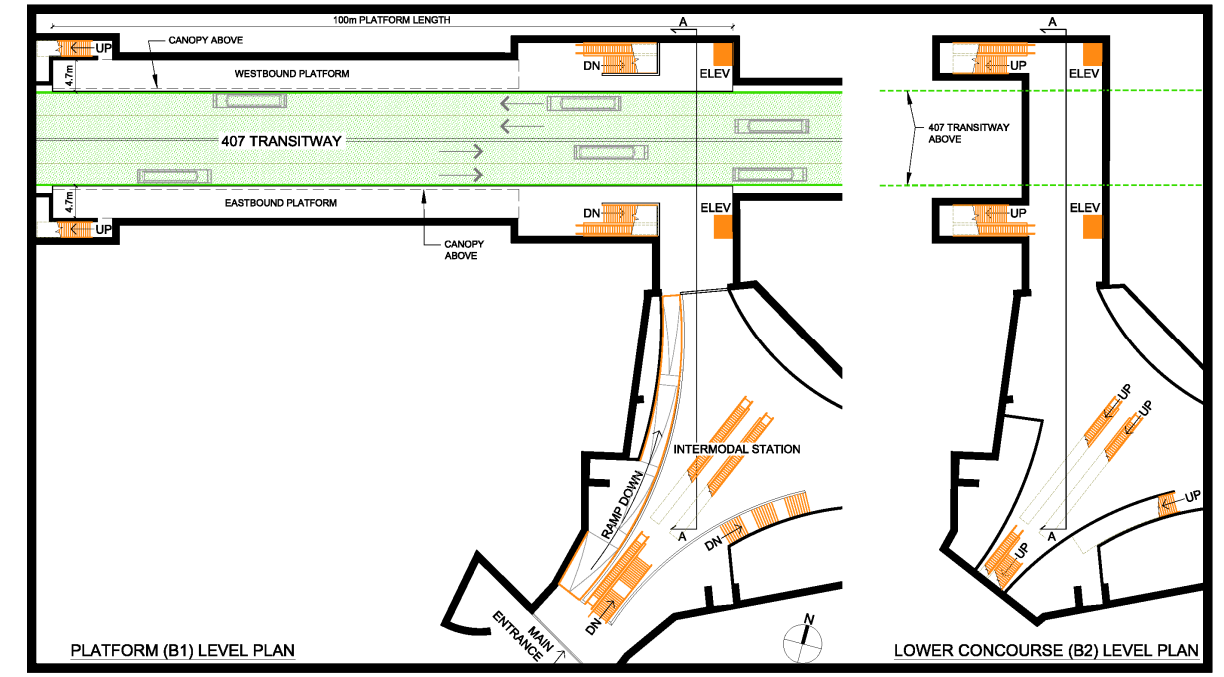 100m PLATFORM LENGTH
A
UP
CANOPY ABOVE
4.7m
WESTBOUND PLATFORM
DN
ELEV
407 TRANSITWAY
4.7m
EASTBOUND PLATFORM
UP
CANOPY
ABOVE
DN
ELEV
INTERMODAL STATION
RAMP DOWN
A
DN
DN
MAIN
ENTRANCE
N
PLATFORM (B1) LEVEL PLAN
A
UP
ELEV
407 TRANSITWAY
ABOVE
UP
ELEV
UP
UP
UP
A
UP
LOWER CONCOURSE (B2) LEVEL PLAN